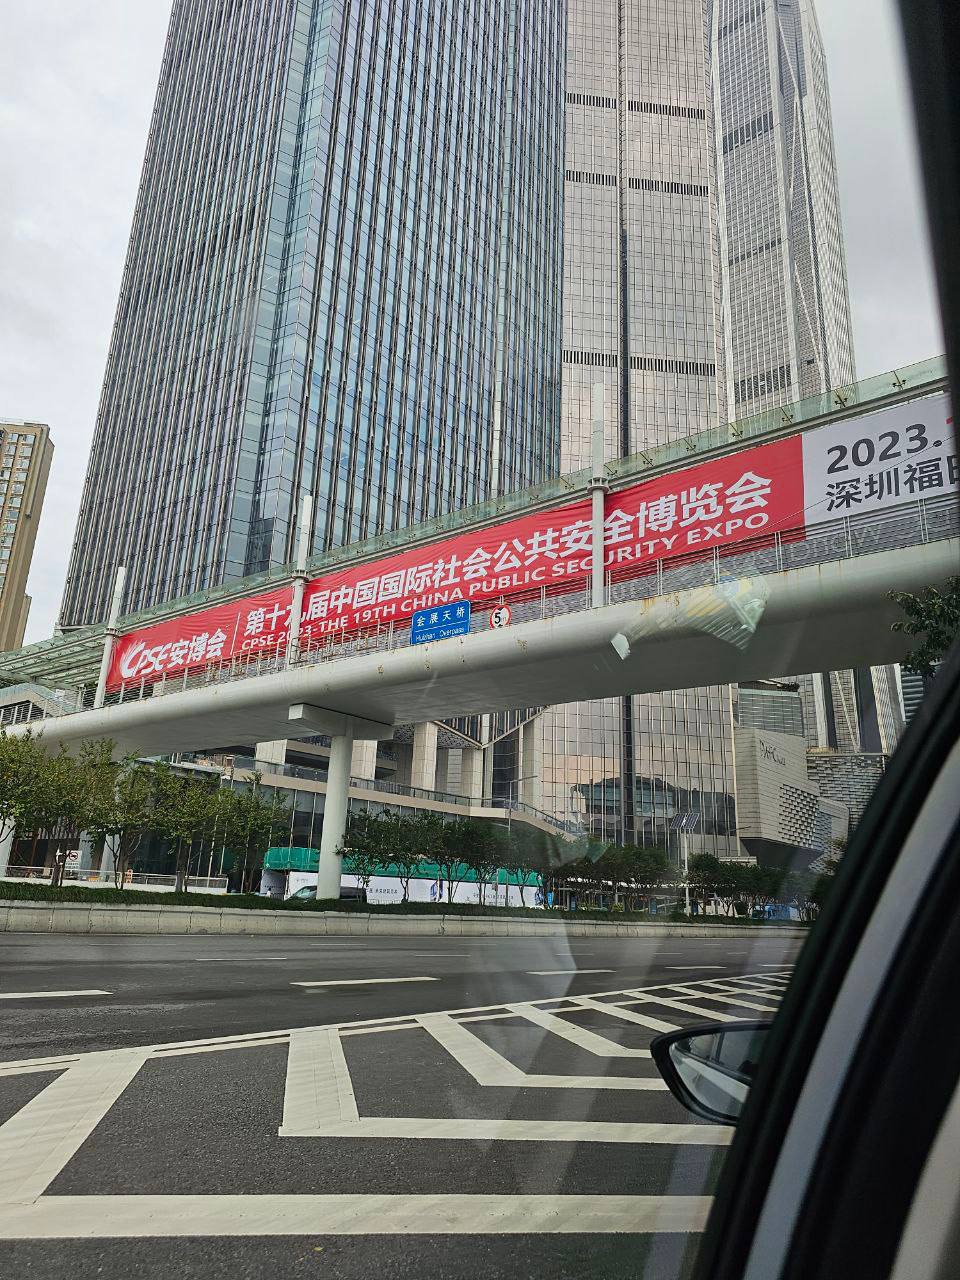 CPSE安博会
第十九届中国国际社会公共安全博览会
CPSE 2023-THE 19TH CHINA PUBLIC SECURITY EXPO
2023.
深圳福田
会展天桥
Huizhan Overpass
5